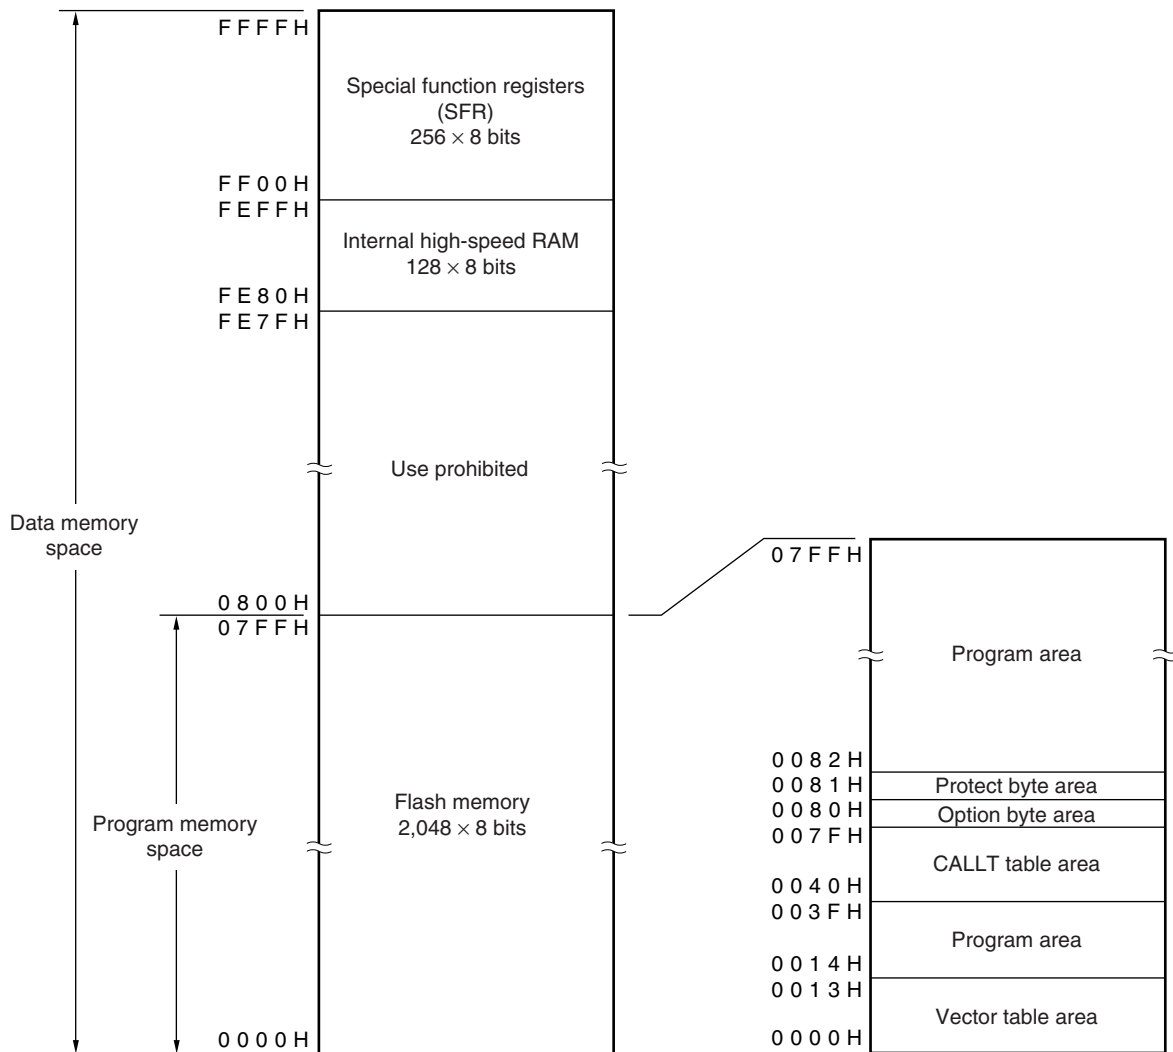 FFFFH
Special function registers
(SFR)
256 × 8 bits
FF00H
FEFFH
Internal high-speed RAM
128 × 8 bits
FE80H
FE7FH
Use prohibited
Data memory
space
0800H
07FFH
Program memory
space
Flash memory
2,048 × 8 bits
0000H
07FFH
Program area
0082H
0081H
Protect byte area
0080H
Option byte area
007FH
CALLT table area
0040H
003FH
Program area
0014H
0013H
Vector table area
0000H